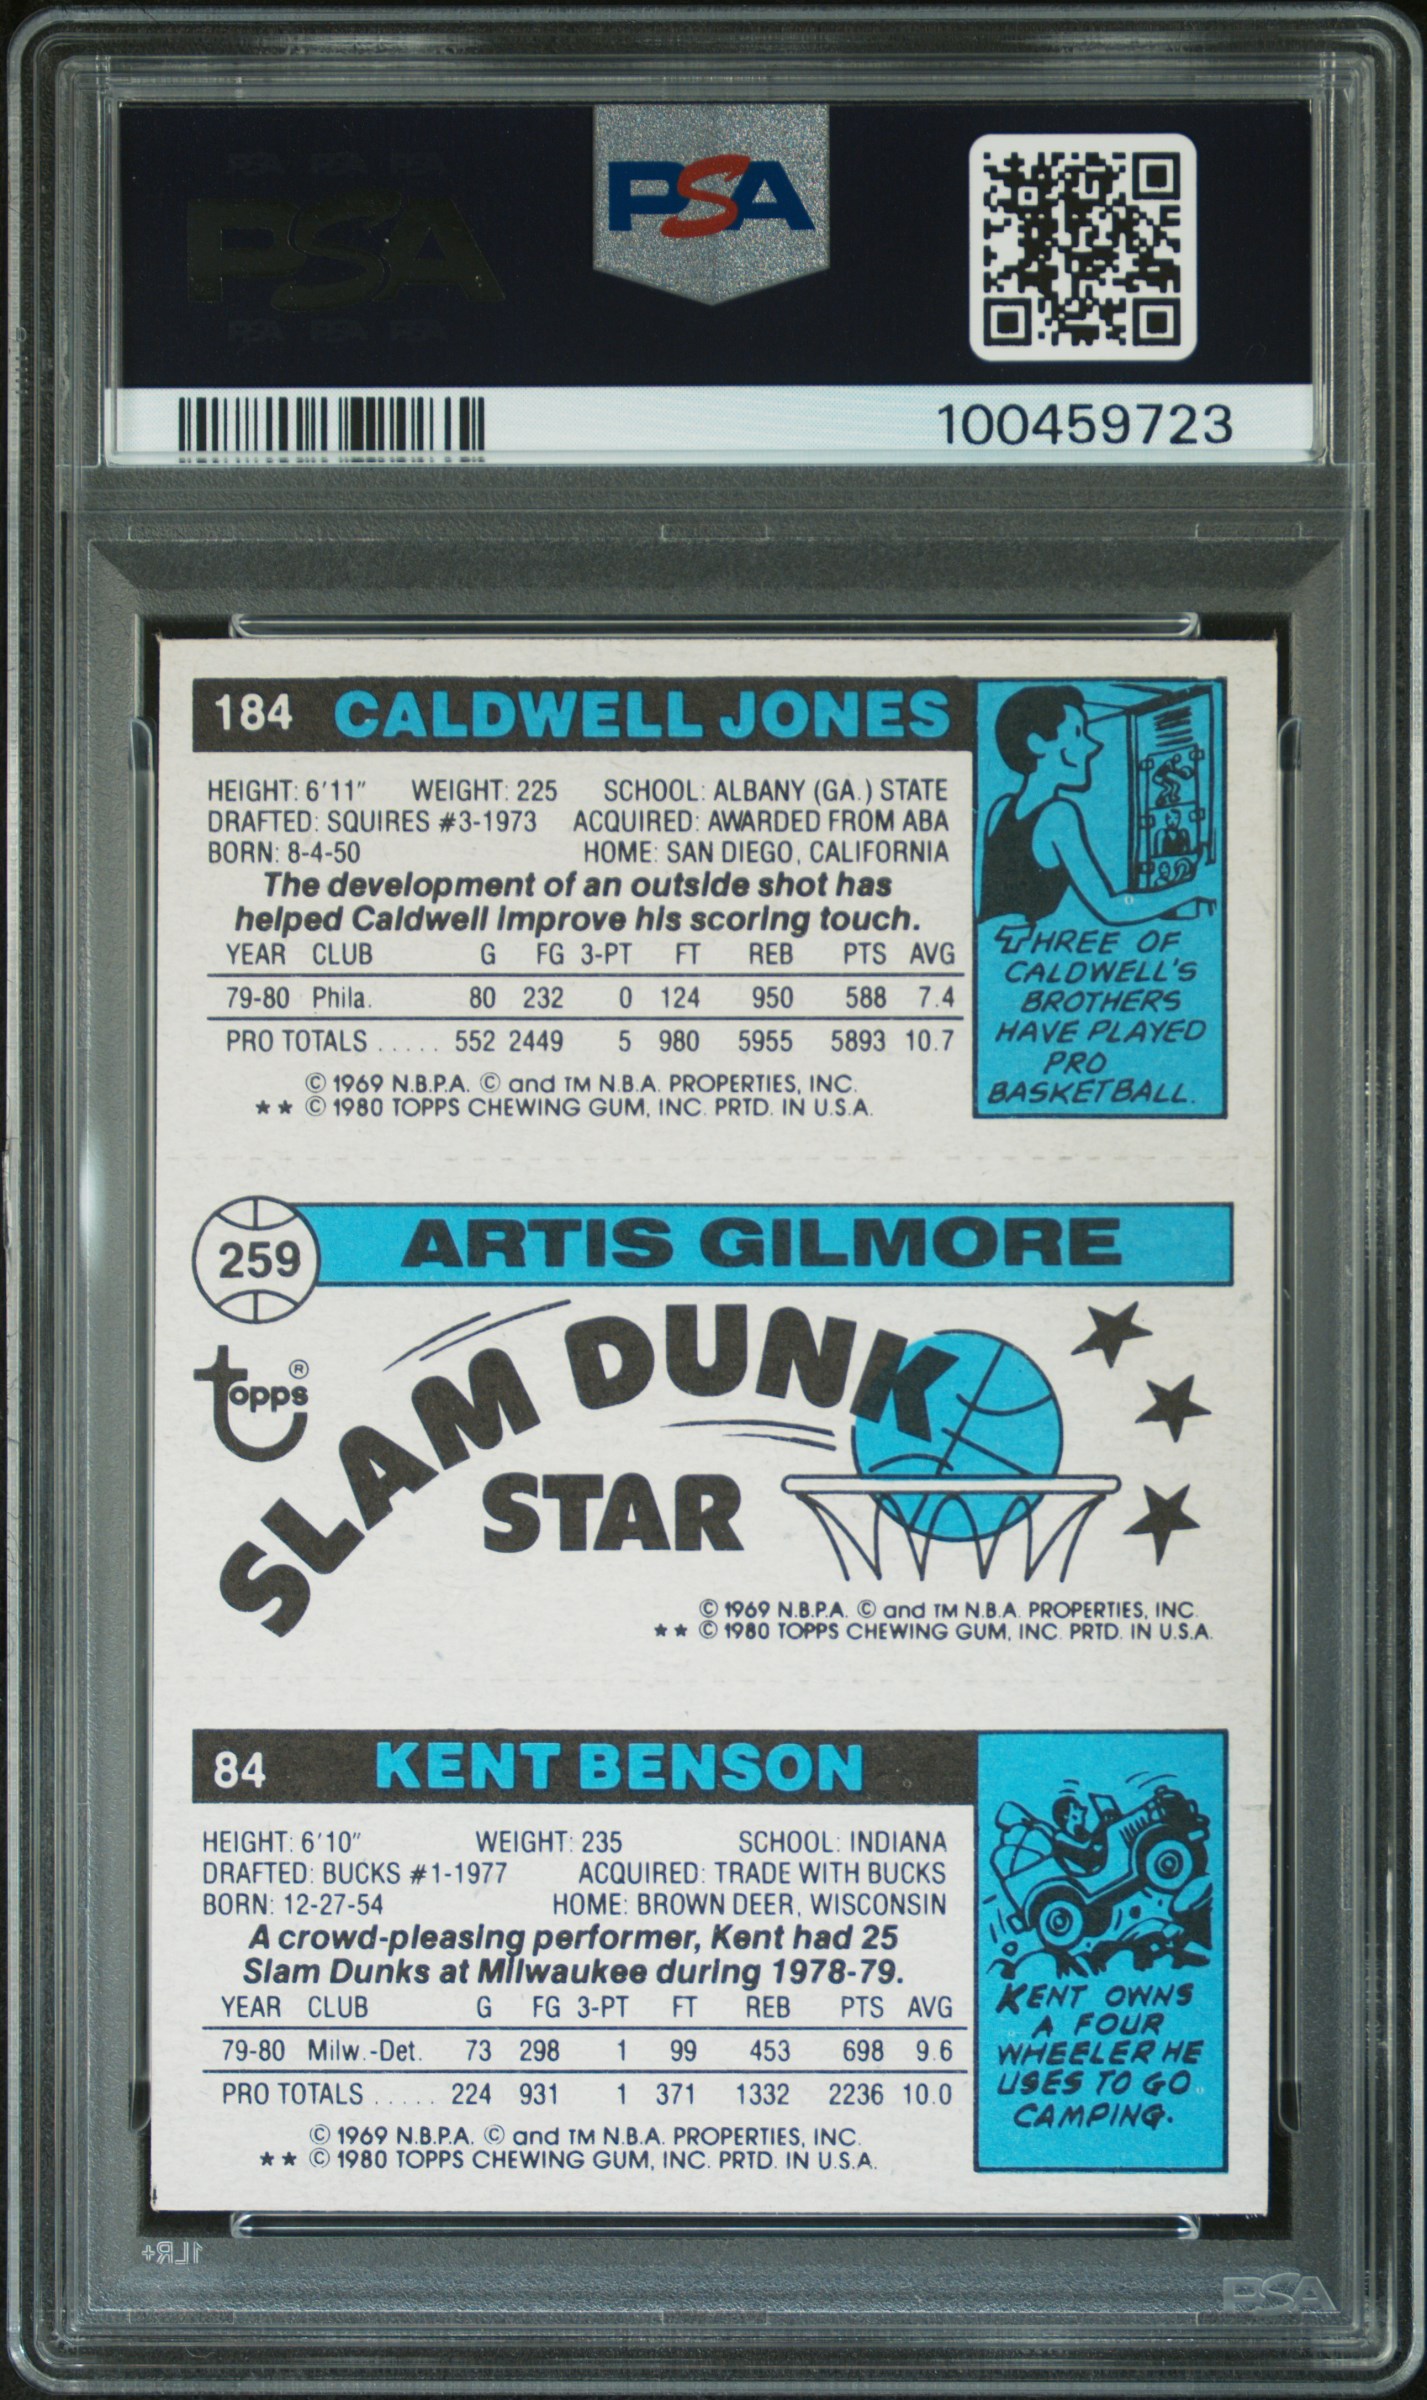 PSA PSA PSA
PSA
PSA PSA PSA
PSA
100459723
184 CALDWELL JONES
HEIGHT: 6'11" WEIGHT: 225 SCHOOL: ALBANY (GA.) STATE
DRAFTED: SQUIRES #3-1973 ACQUIRED: AWARDED FROM ABA
BORN: 8-4-50 HOME: SAN DIEGO, CALIFORNIA
The development of an outside shot has
helped Caldwell improve his scoring touch.
YEAR CLUB G FG 3-PT FT REB PTS AVG
79-80 Phila. 80 232 0 124 950 588 7.4
PRO TOTALS ..... 552 2449 5 980 5955 5893 10.7
© 1969 N.B.P.A. © and TM N.B.A. PROPERTIES, INC.
★★ © 1980 TOPPS CHEWING GUM, INC. PRTD. IN U.S.A.
THREE OF
CALDWELL'S
BROTHERS
HAVE PLAYED
PRO
BASKETBALL.
259 ARTIS GILMORE
topps®
SLAM DUNK
STAR
© 1969 N.B.P.A. © and TM N.B.A. PROPERTIES, INC.
★★ © 1980 TOPPS CHEWING GUM, INC. PRTD. IN U.S.A.
84 KENT BENSON
HEIGHT: 6'10" WEIGHT: 235 SCHOOL: INDIANA
DRAFTED: BUCKS #1-1977 ACQUIRED: TRADE WITH BUCKS
BORN: 12-27-54 HOME: BROWN DEER, WISCONSIN
A crowd-pleasing performer, Kent had 25
Slam Dunks at Milwaukee during 1978-79.
YEAR CLUB G FG 3-PT FT REB PTS AVG
79-80 Milw.-Det. 73 298 1 99 453 698 9.6
PRO TOTALS ..... 224 931 1 371 1332 2236 10.0
© 1969 N.B.P.A. © and TM N.B.A. PROPERTIES, INC.
★★ © 1980 TOPPS CHEWING GUM, INC. PRTD. IN U.S.A.
KENT OWNS
A FOUR
WHEELER HE
USES TO GO
CAMPING.
1LR+
PSA